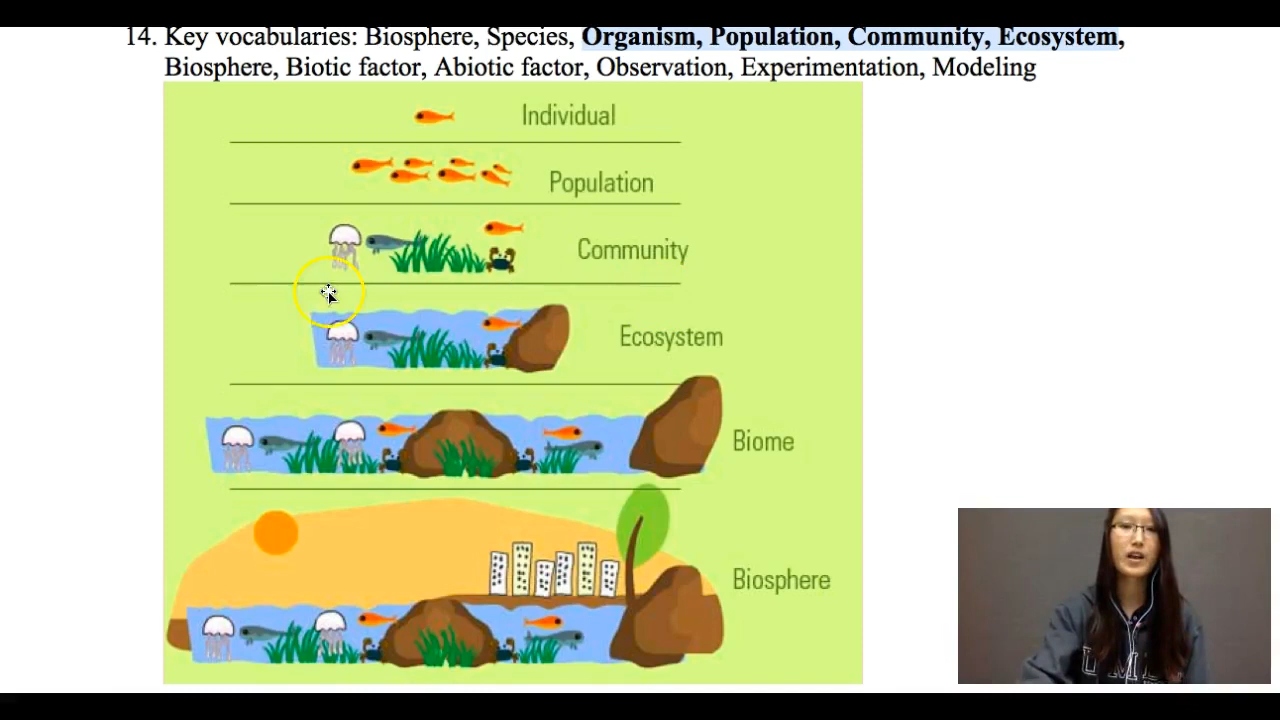 14. Key vocabularies: Biosphere, Species, Organism, Population, Community, Ecosystem,
Biosphere, Biotic factor, Abiotic factor, Observation, Experimentation, Modeling
Individual
Population
Community
Ecosystem
Biome
Biosphere